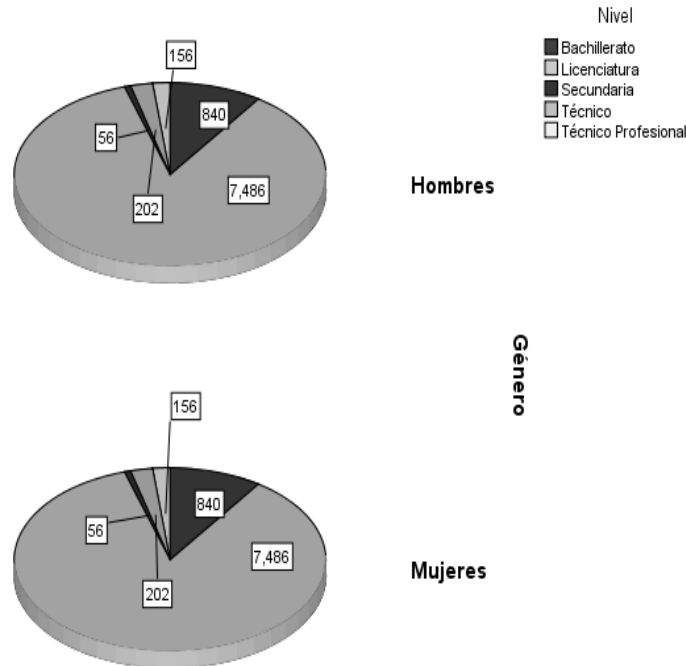 Nivel
Bachillerato
Licenciatura
Secundaria
Técnico
Técnico Profesional
156
840
56
202
7,486
Hombres
Género
156
840
56
202
7,486
Mujeres